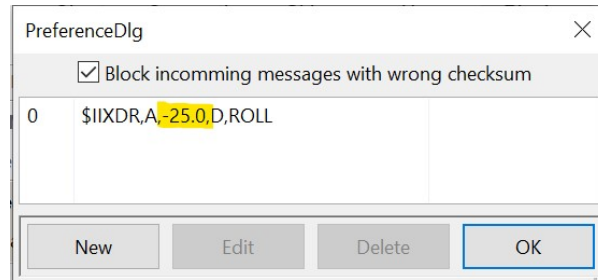 PreferenceDlg
Block incomming messages with wrong checksum
0 $IIXDR,A,-25.0,D,ROLL
New Edit Delete OK